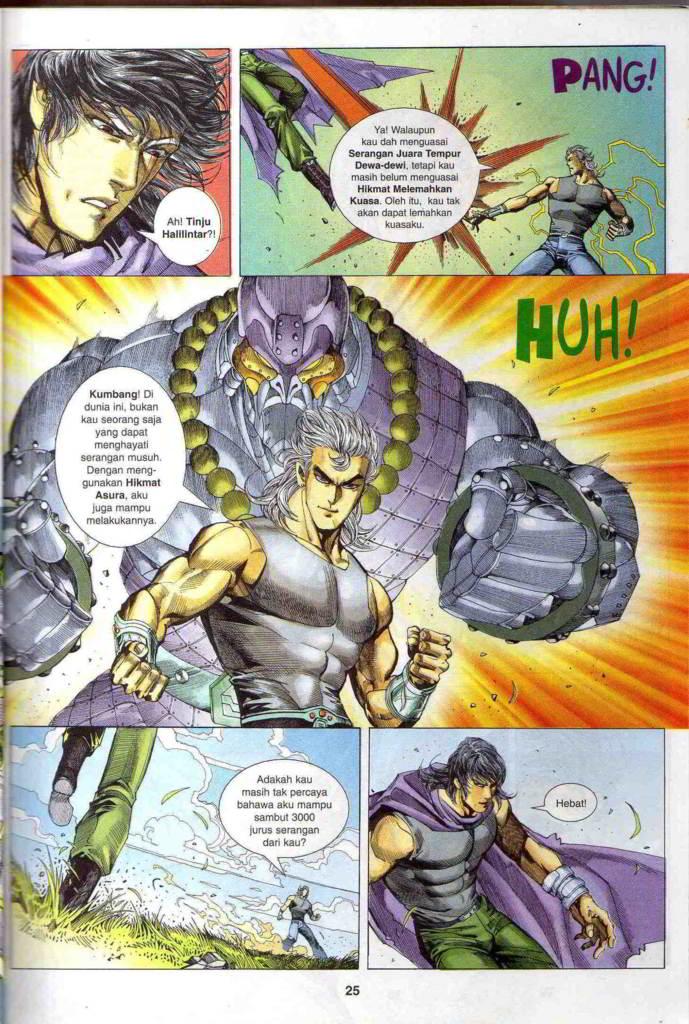 Ah! Tinju
Halilintar?!
PANG!
Ya! Walaupun
kau dah menguasai
Serangan Juara Tempur
Dewa-dewi, tetapi kau
masih belum menguasai
Hikmat Melemahkan
Kuasa. Oleh itu, kau tak
akan dapat lemahkan
kuasaku.
HUH!
Kumbang! Di
dunia ini, bukan
kau seorang saja
yang dapat
menghayati
serangan musuh.
Dengan meng-
gunakan Hikmat
Asura, aku
juga mampu
melakukannya.
Adakah kau
masih tak percaya
bahawa aku mampu
sambut 3000
jurus serangan
dari kau?
Hebat!
25